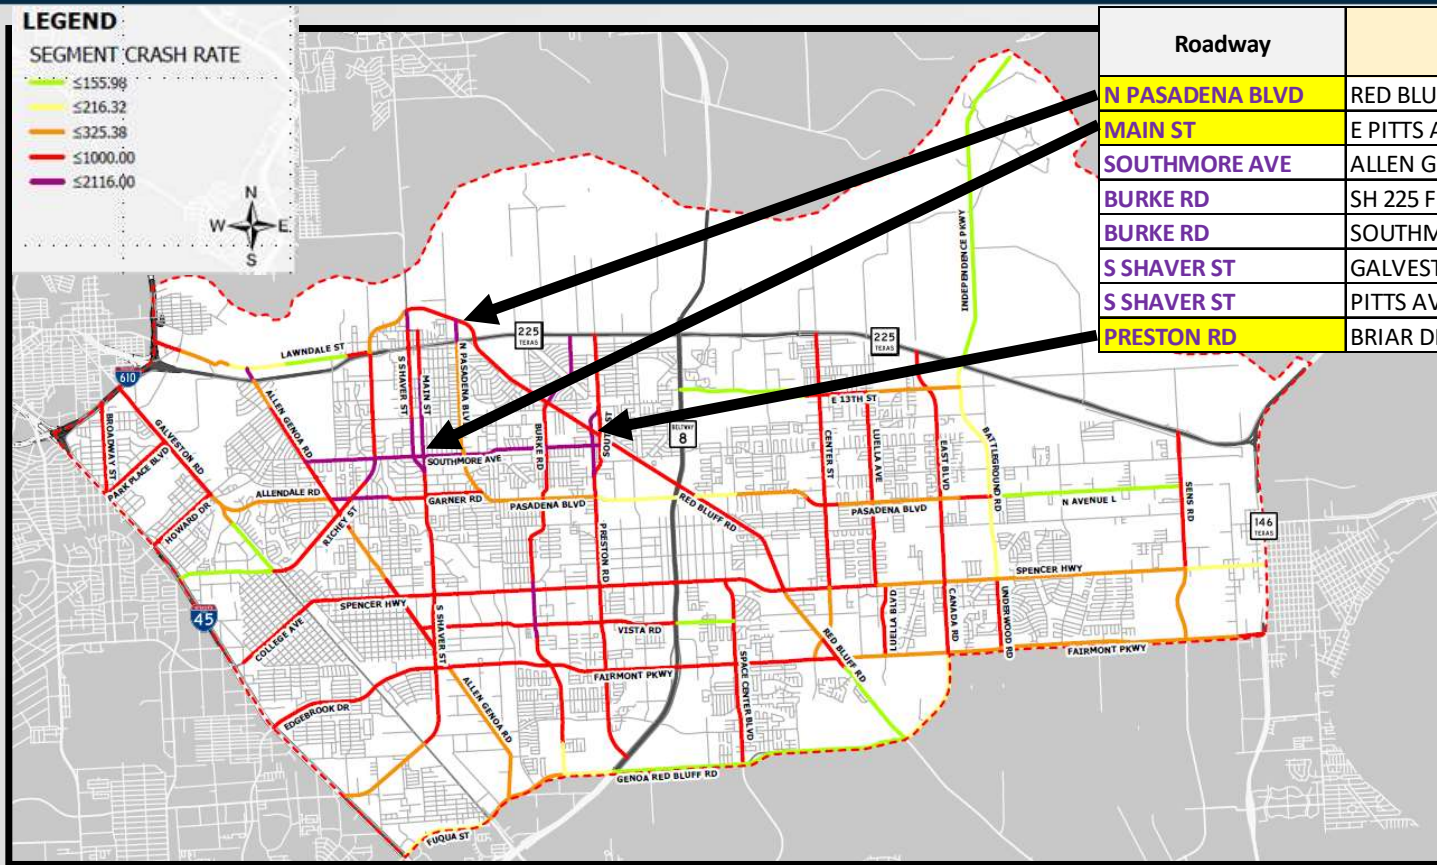 LEGEND
SEGMENT CRASH RATE
≤155.98
≤216.32
≤325.38
≤1000.00
≤2116.00
N
W E
S
Roadway
N PASADENA BLVD RED BLU
MAIN ST E PITTS A
SOUTHMORE AVE ALLEN G
BURKE RD SH 225 F
BURKE RD SOUTHM
S SHAVER ST GALVEST
S SHAVER ST PITTS AV
PRESTON RD BRIAR DI
INDEPENDENCE PKWY
225
TEXAS
225
TEXAS
LAWNDALE ST
610
S SHAVER ST
MAIN ST
N PASADENA BLV
ALLEN GENOA RD
BROADWAY ST
GALVESTON RD
PARK PLACE BLVD
HOWARD DR
ALLENDALE RD
RICHEY ST
SOUTHMORE AVE
GARNER RD
BURKE RD
PASADENA BLVD
SOUT ST
BELTWAY
8
E 13TH ST
CENTER ST
LUELLA AVE
EAST BLVD
BATTLEGROUND RD
RED BLUFF RD
PASADENA BLVD
N AVENUE L
SENS RD
146
TEXAS
PRESTON RD
SPENCER HWY
SPENCER HWY
45
COLLEGE AVE
S SHAVER ST
VISTA RD
LUELLA BLVD
CANADA RD
UNDERWOOD RD
RED BLUFF RD
FAIRMONT PKWY
FAIRMONT PKWY
SPACE CENTER BLVD
EDGEBROOK DR
ALLEN GENOA RD
GENOA RED BLUFF RD
FUQUA ST